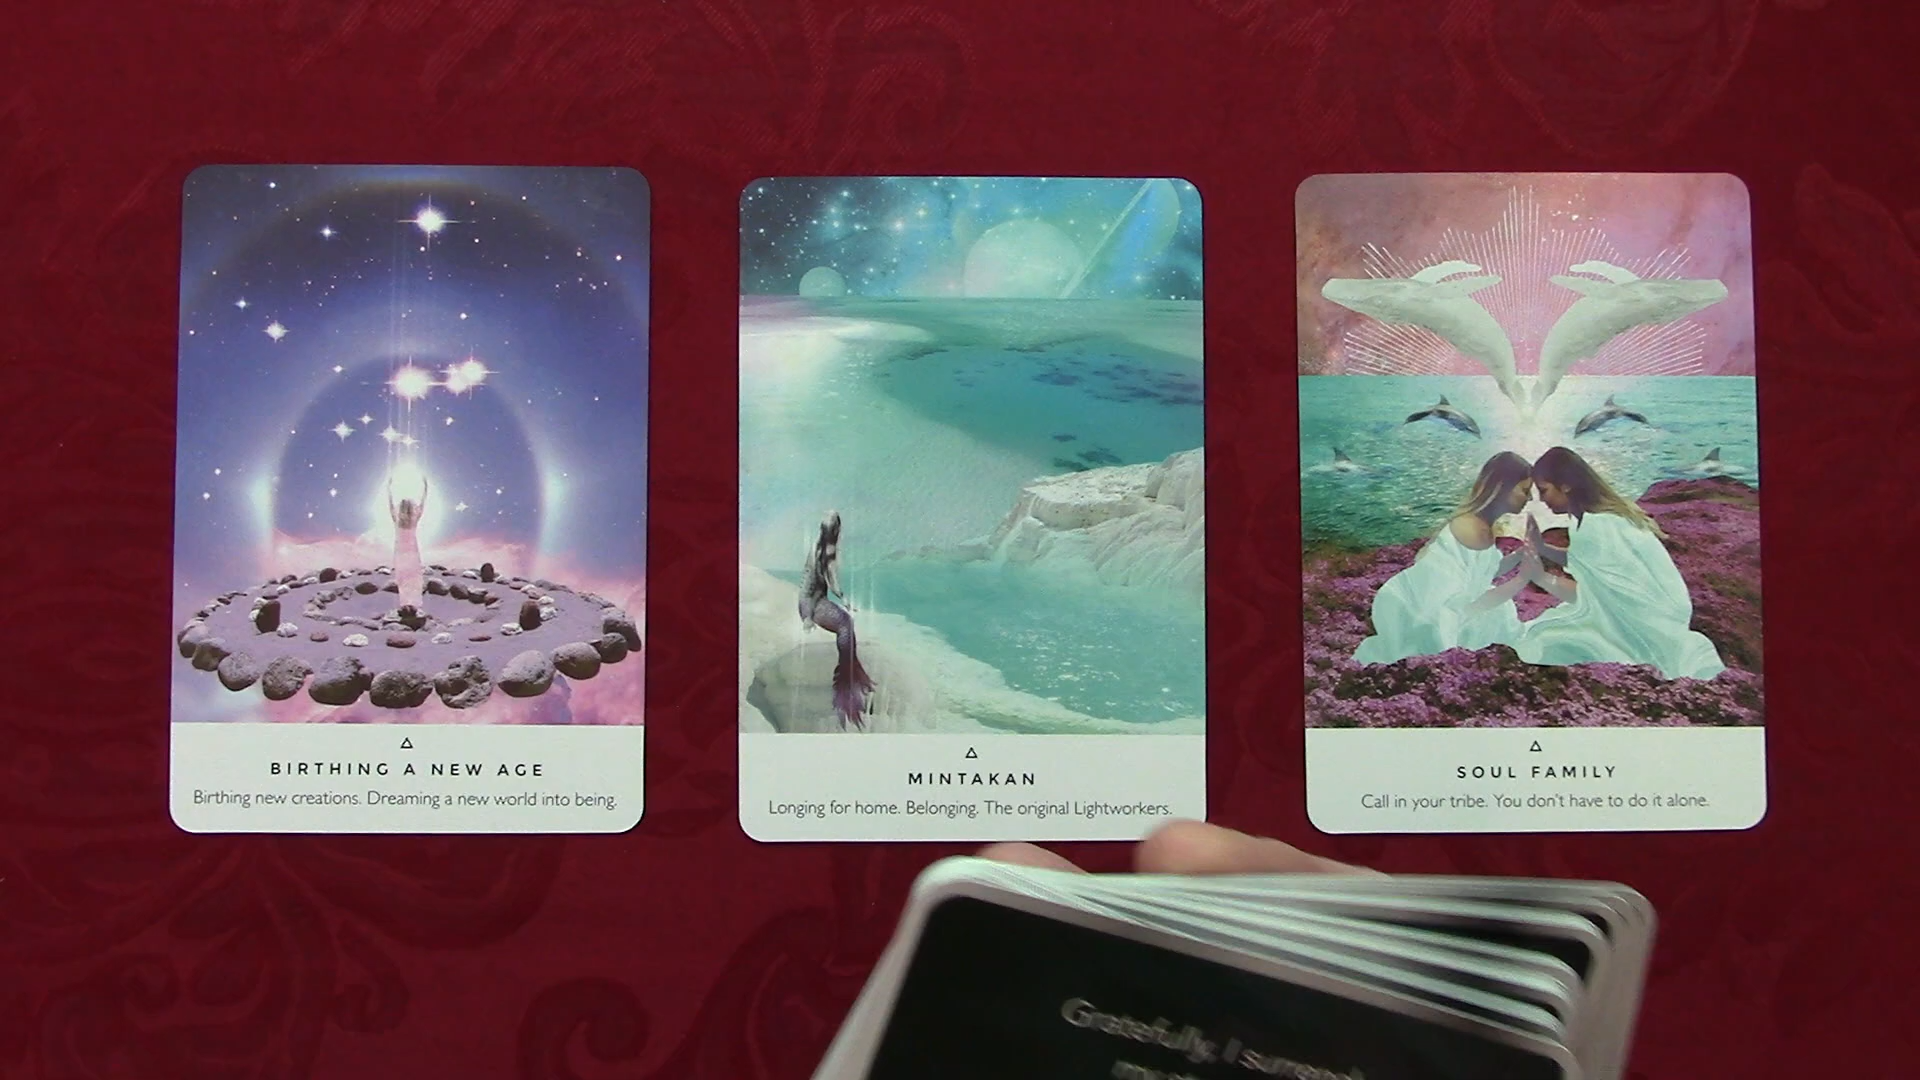 BIRTHING A NEW AGE
Birthing new creations. Dreaming a new world into being.
MINTAKAN
Longing for home. Belonging. The original Lightworkers.
SOUL FAMILY
Call in your tribe. You don't have to do it alone.
Gratefully, I